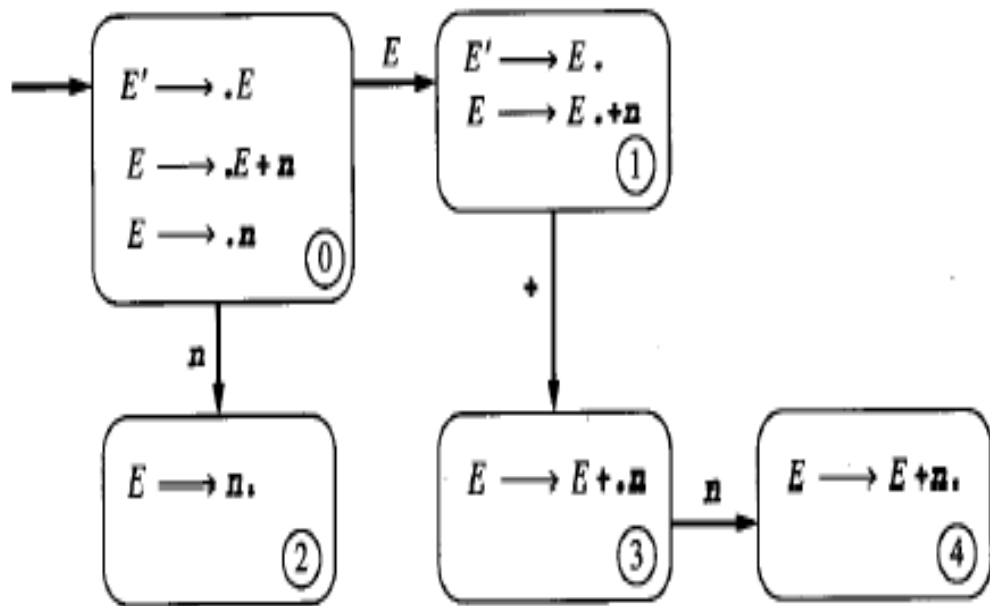 E' → .E
E → .E + n
E → .n
0
E
E' → E .
E → E .+n
1
n
+
E → n.
2
E → E+.n
3
n
E → E+n.
4